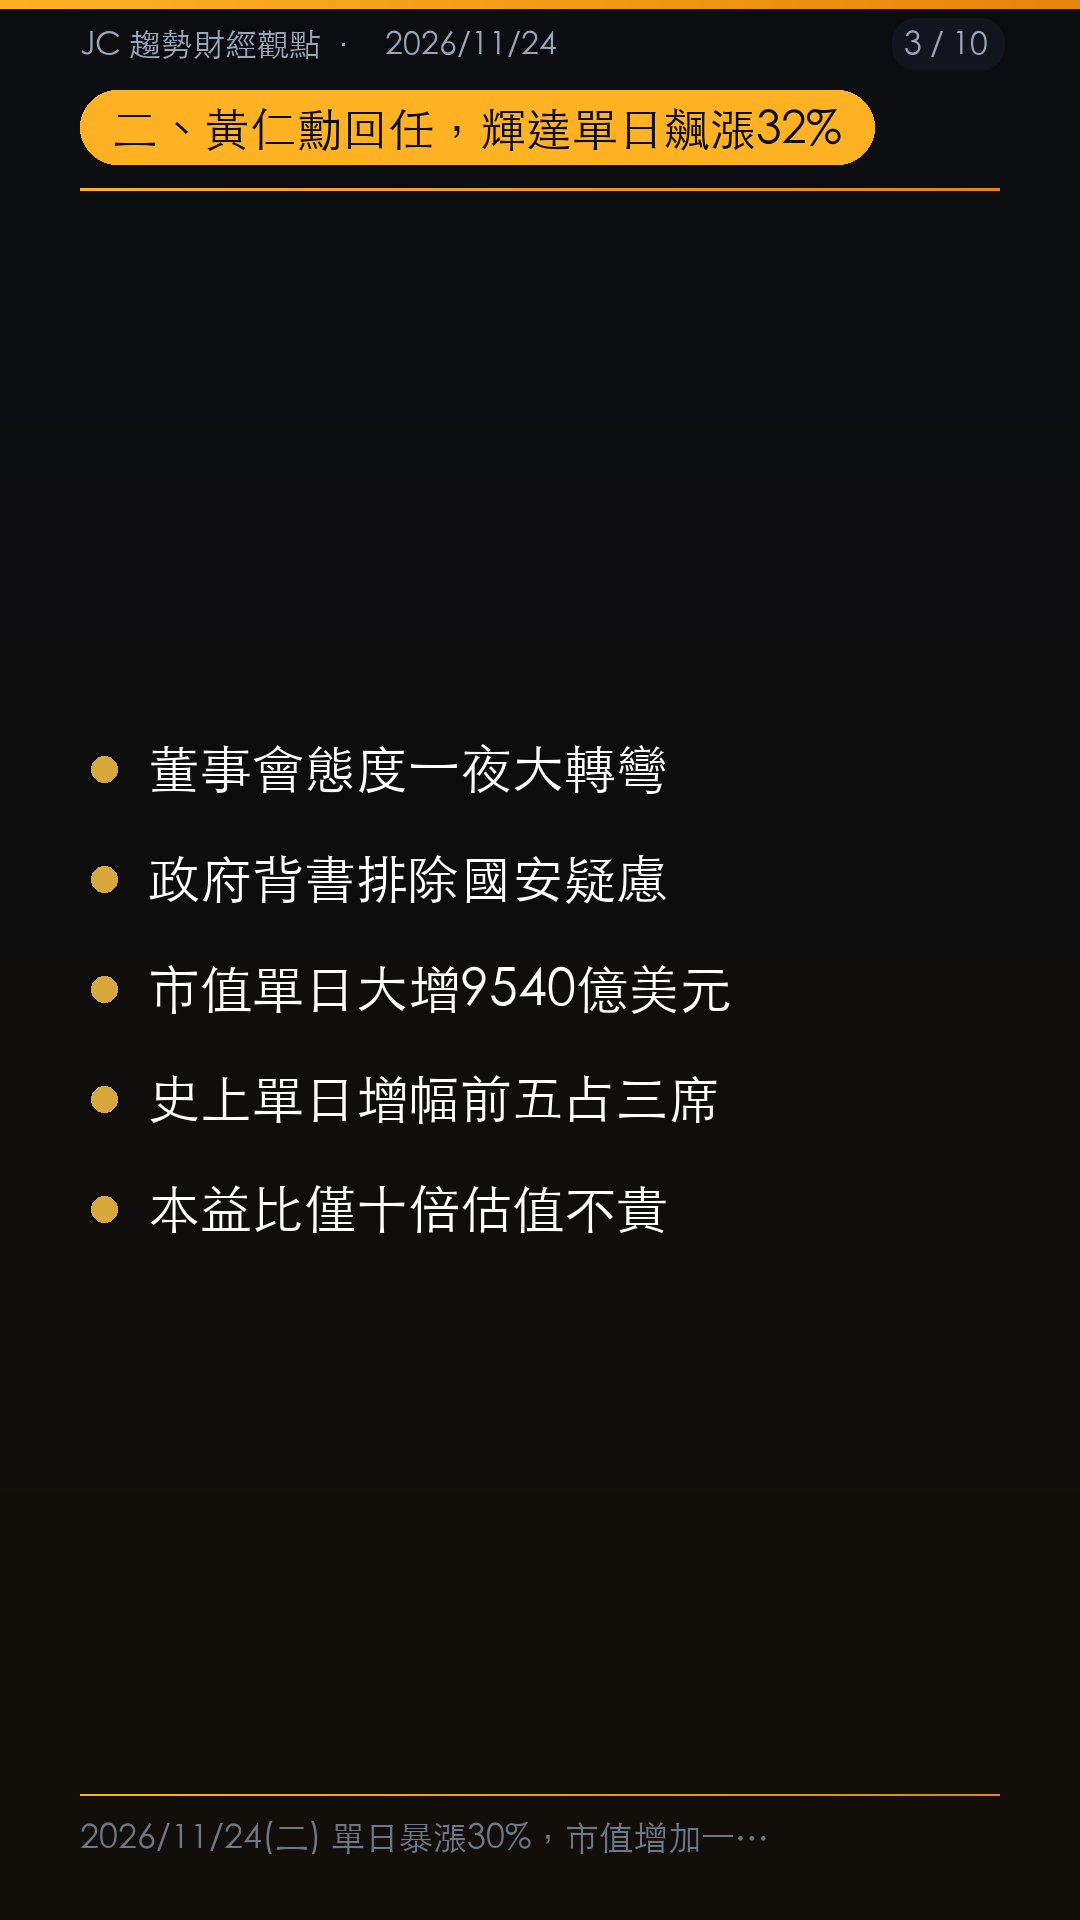 JC 趨勢財經觀點 · 2026/11/24
3 / 10
二、黃仁勳回任，輝達單日飆漲32%
董事會態度一夜大轉彎
政府背書排除國安疑慮
市值單日大增9540億美元
史上單日增幅前五占三席
本益比僅十倍估值不貴
2026/11/24(二) 單日暴漲30%，市值增加一⋯